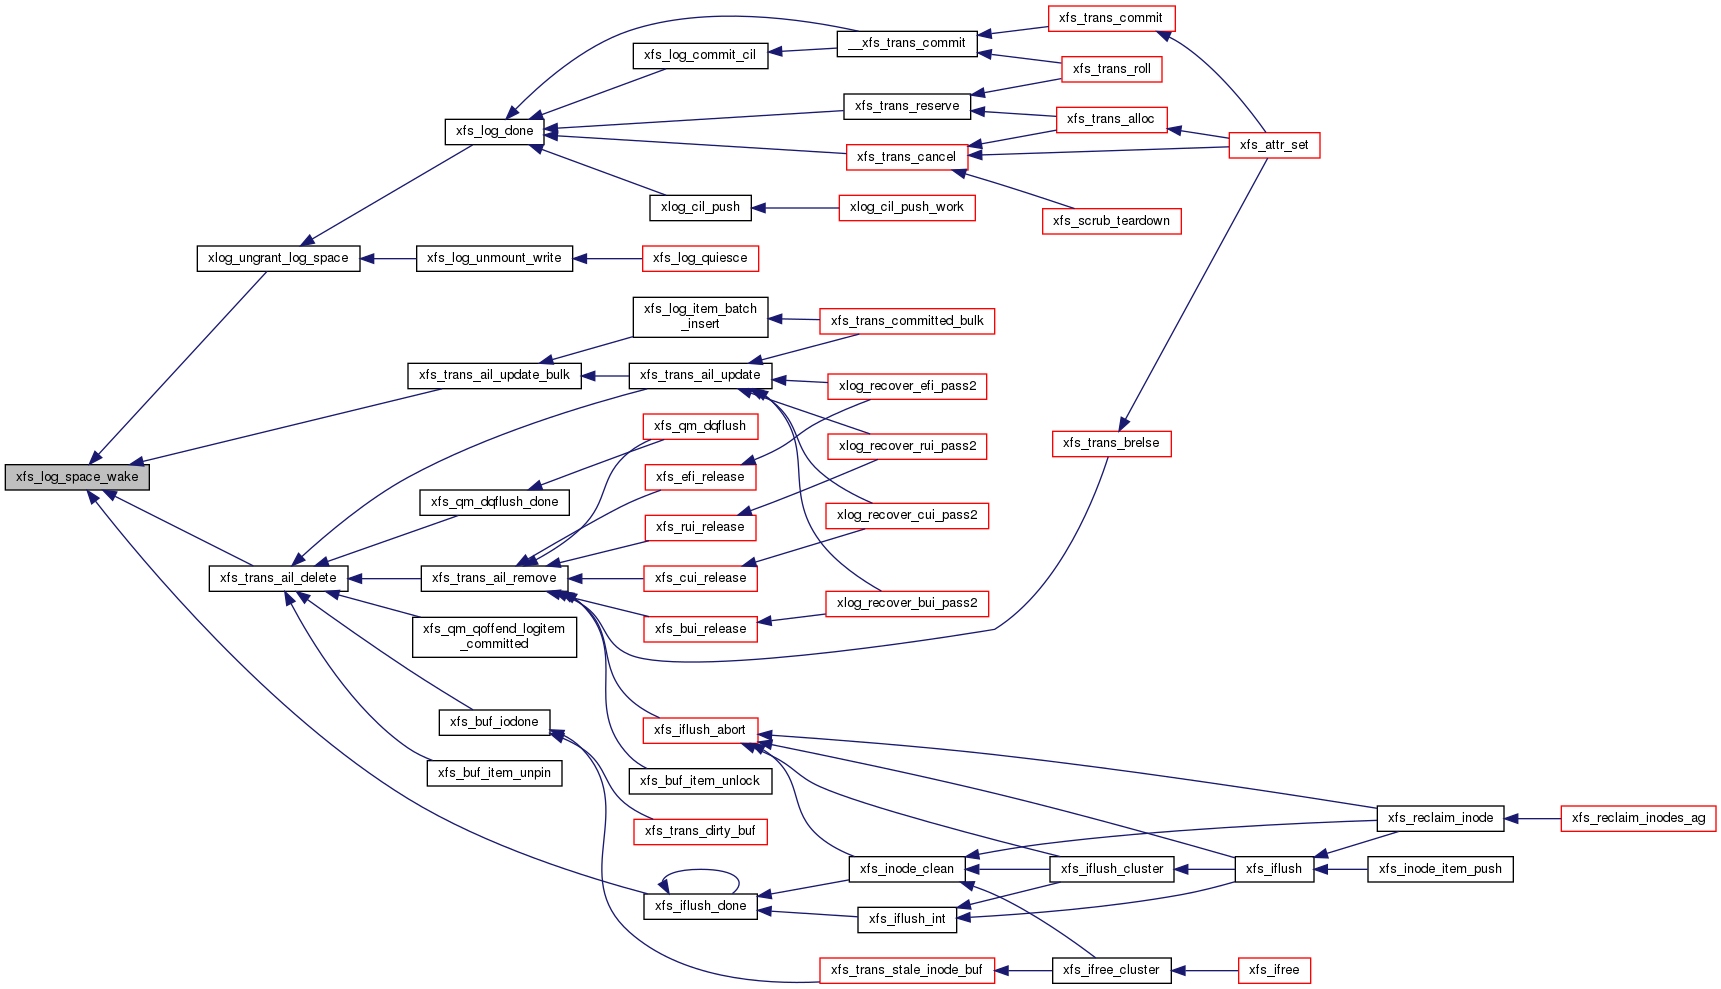 xfs_trans_commit
__xfs_trans_commit
xfs_log_commit_cil
xfs_trans_roll
xfs_trans_reserve
xfs_trans_alloc
xfs_log_done
xfs_attr_set
xfs_trans_cancel
xlog_cil_push
xlog_cil_push_work
xfs_scrub_teardown
xlog_ungrant_log_space
xfs_log_unmount_write
xfs_log_quiesce
xfs_log_item_batch
_insert
xfs_trans_committed_bulk
xfs_trans_ail_update_bulk
xfs_trans_ail_update
xlog_recover_efi_pass2
xfs_qm_dqflush
xlog_recover_rui_pass2
xfs_trans_brelse
xfs_log_space_wake
xfs_efi_release
xfs_qm_dqflush_done
xlog_recover_cui_pass2
xfs_rui_release
xfs_trans_ail_delete
xfs_trans_ail_remove
xfs_cui_release
xlog_recover_bui_pass2
xfs_qm_qoffend_logitem
_committed
xfs_bui_release
xfs_buf_iodone
xfs_iflush_abort
xfs_buf_item_unpin
xfs_buf_item_unlock
xfs_trans_dirty_buf
xfs_reclaim_inode
xfs_reclaim_inodes_ag
xfs_inode_clean
xfs_iflush_cluster
xfs_iflush
xfs_inode_item_push
xfs_iflush_done
xfs_iflush_int
xfs_trans_stale_inode_buf
xfs_ifree_cluster
xfs_ifree